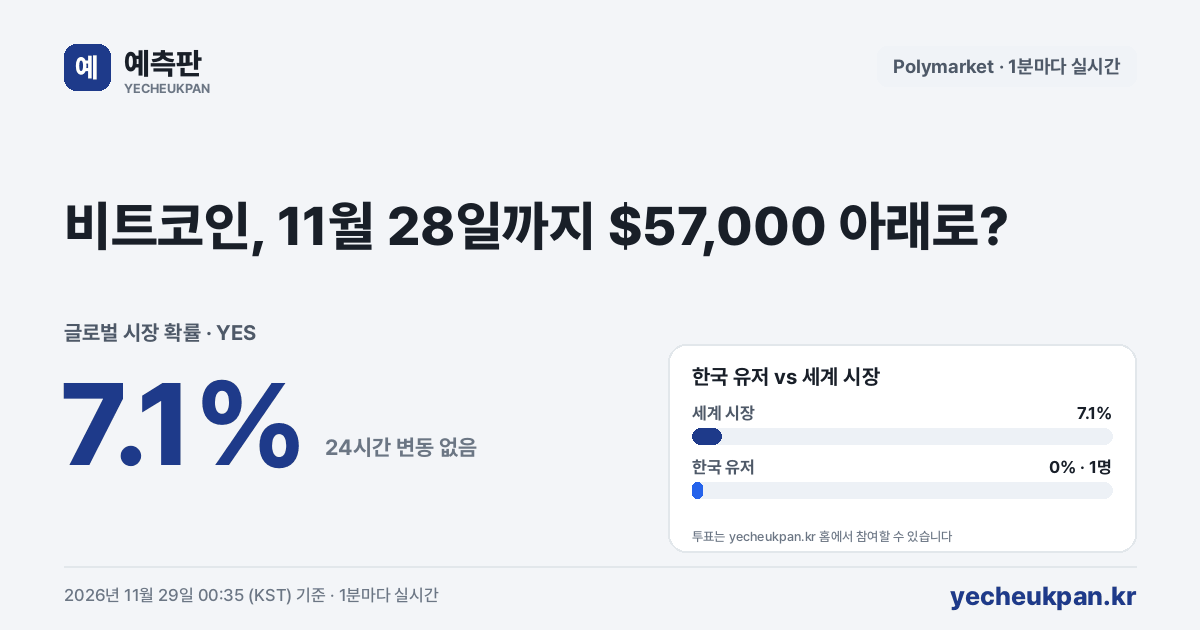 예 예측판
YECHEUKPAN
Polymarket · 1분마다 실시간
비트코인, 11월 28일까지 $57,000 아래로?
글로벌 시장 확률 · YES
7.1% 24시간 변동 없음
한국 유저 vs 세계 시장
세계 시장 7.1%
한국 유저 0% · 1명
투표는 yecheukpan.kr 홈에서 참여할 수 있습니다
2026년 11월 29일 00:35 (KST) 기준 · 1분마다 실시간
yecheukpan.kr